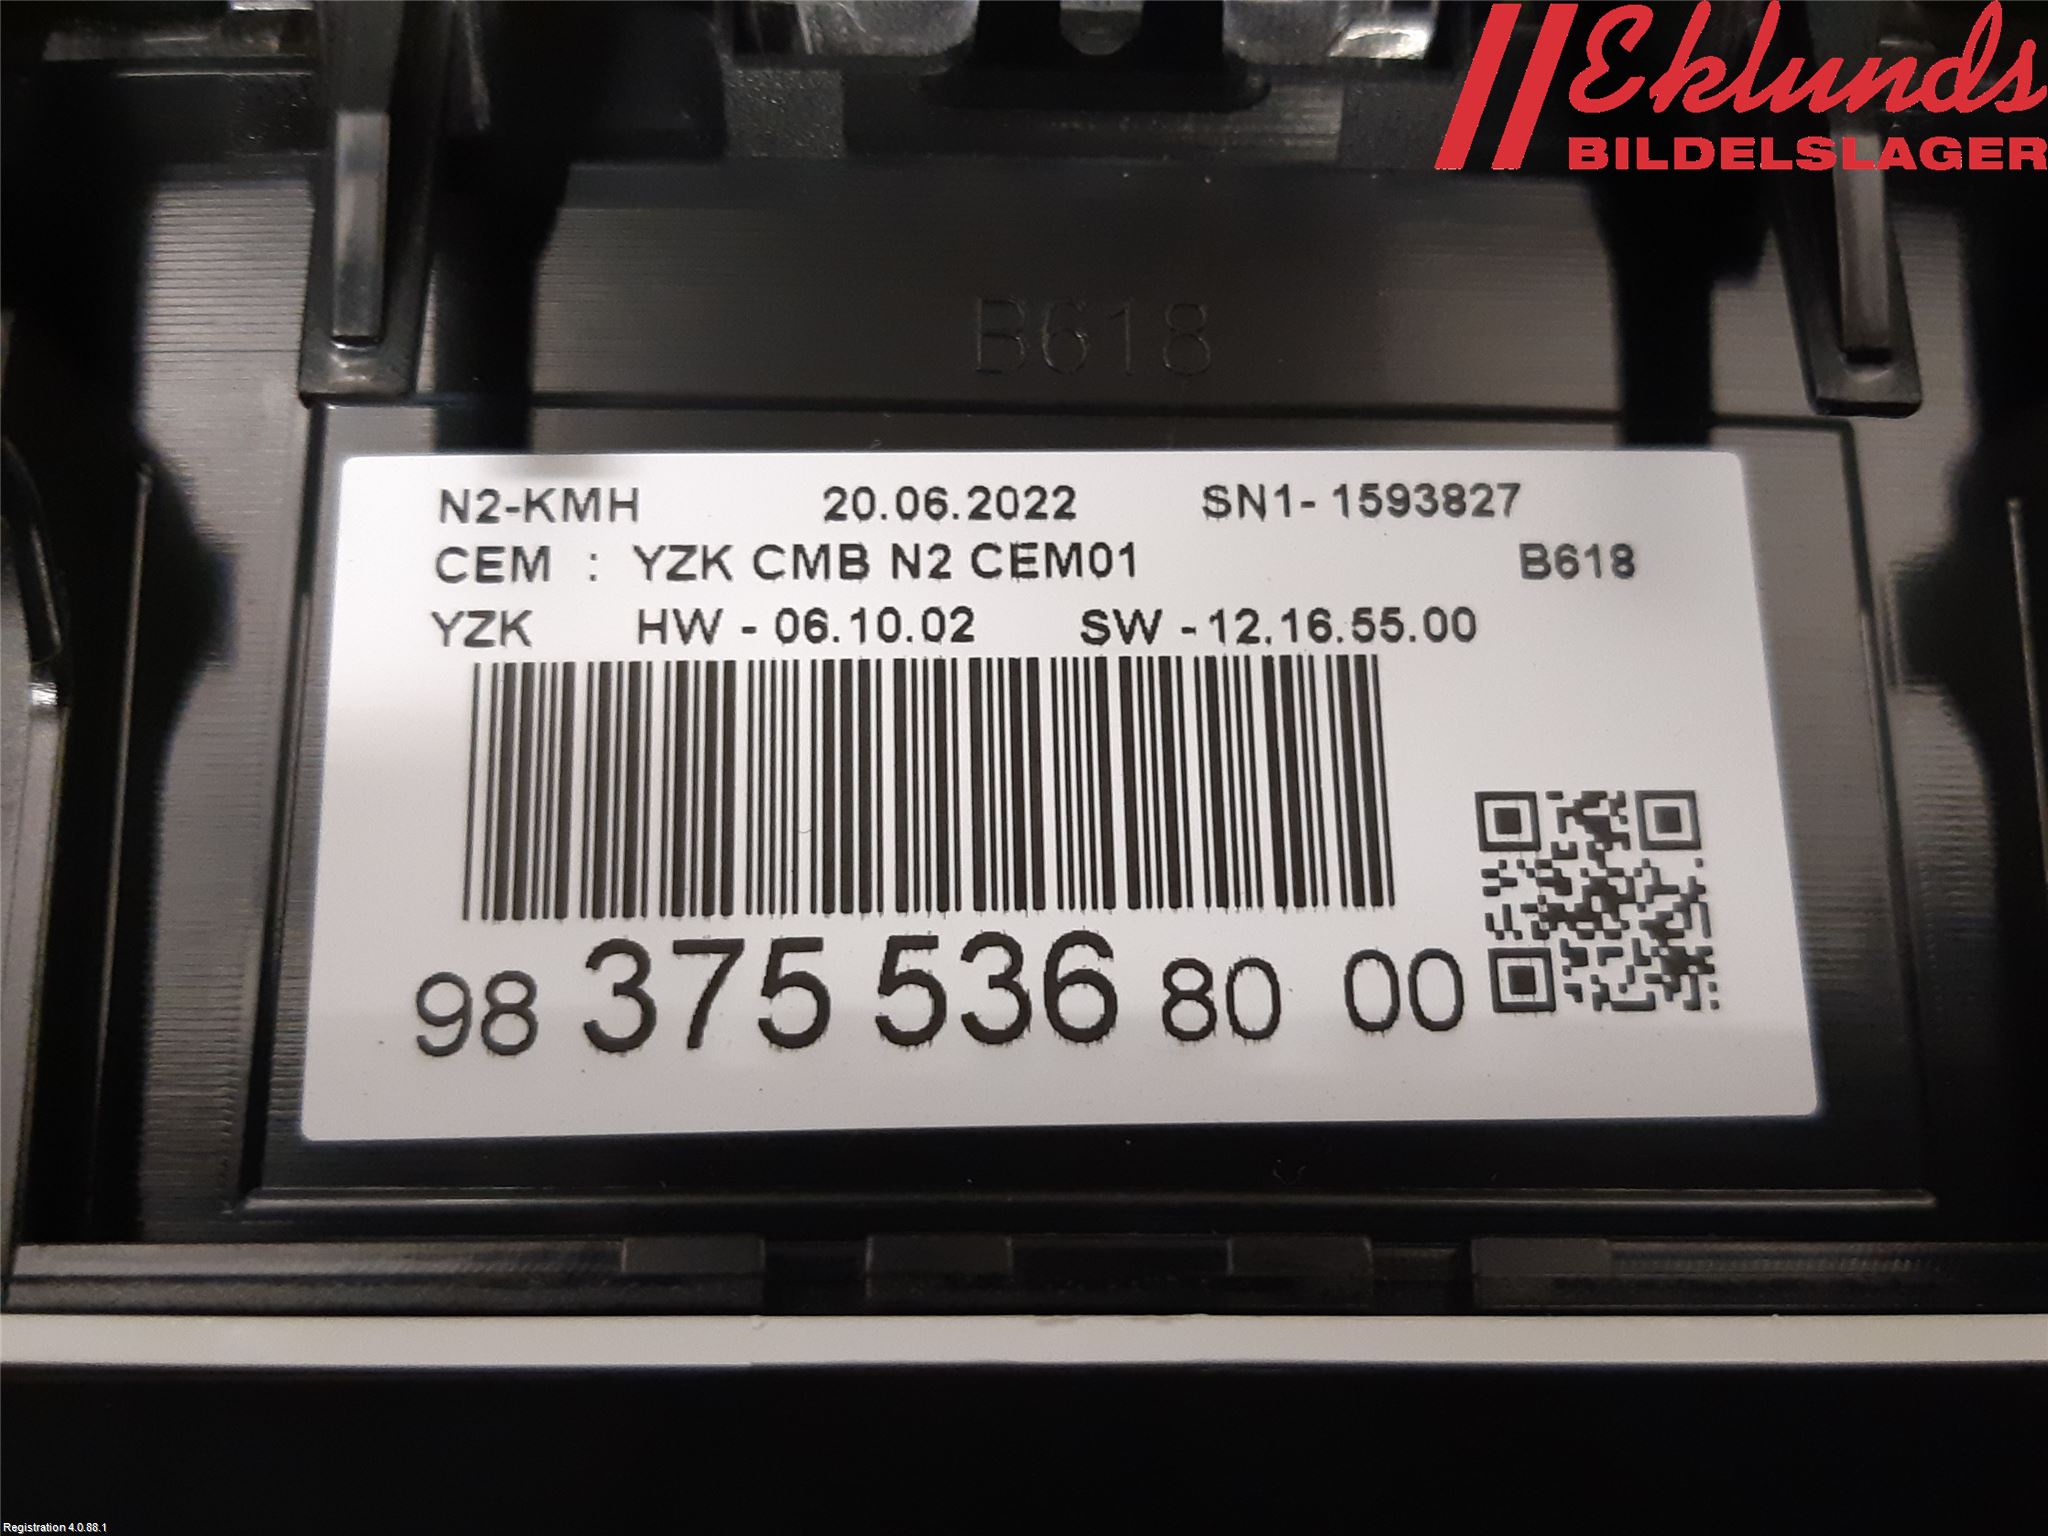 Eklunds
BILDELSLAGER
B618
N2-KMH 20.06.2022 SN1- 1593827
CEM : YZK CMB N2 CEM01 B618
YZK HW - 06.10.02 SW - 12.16.55.00
98 375 536 80 00
Registration 4.0.88.1